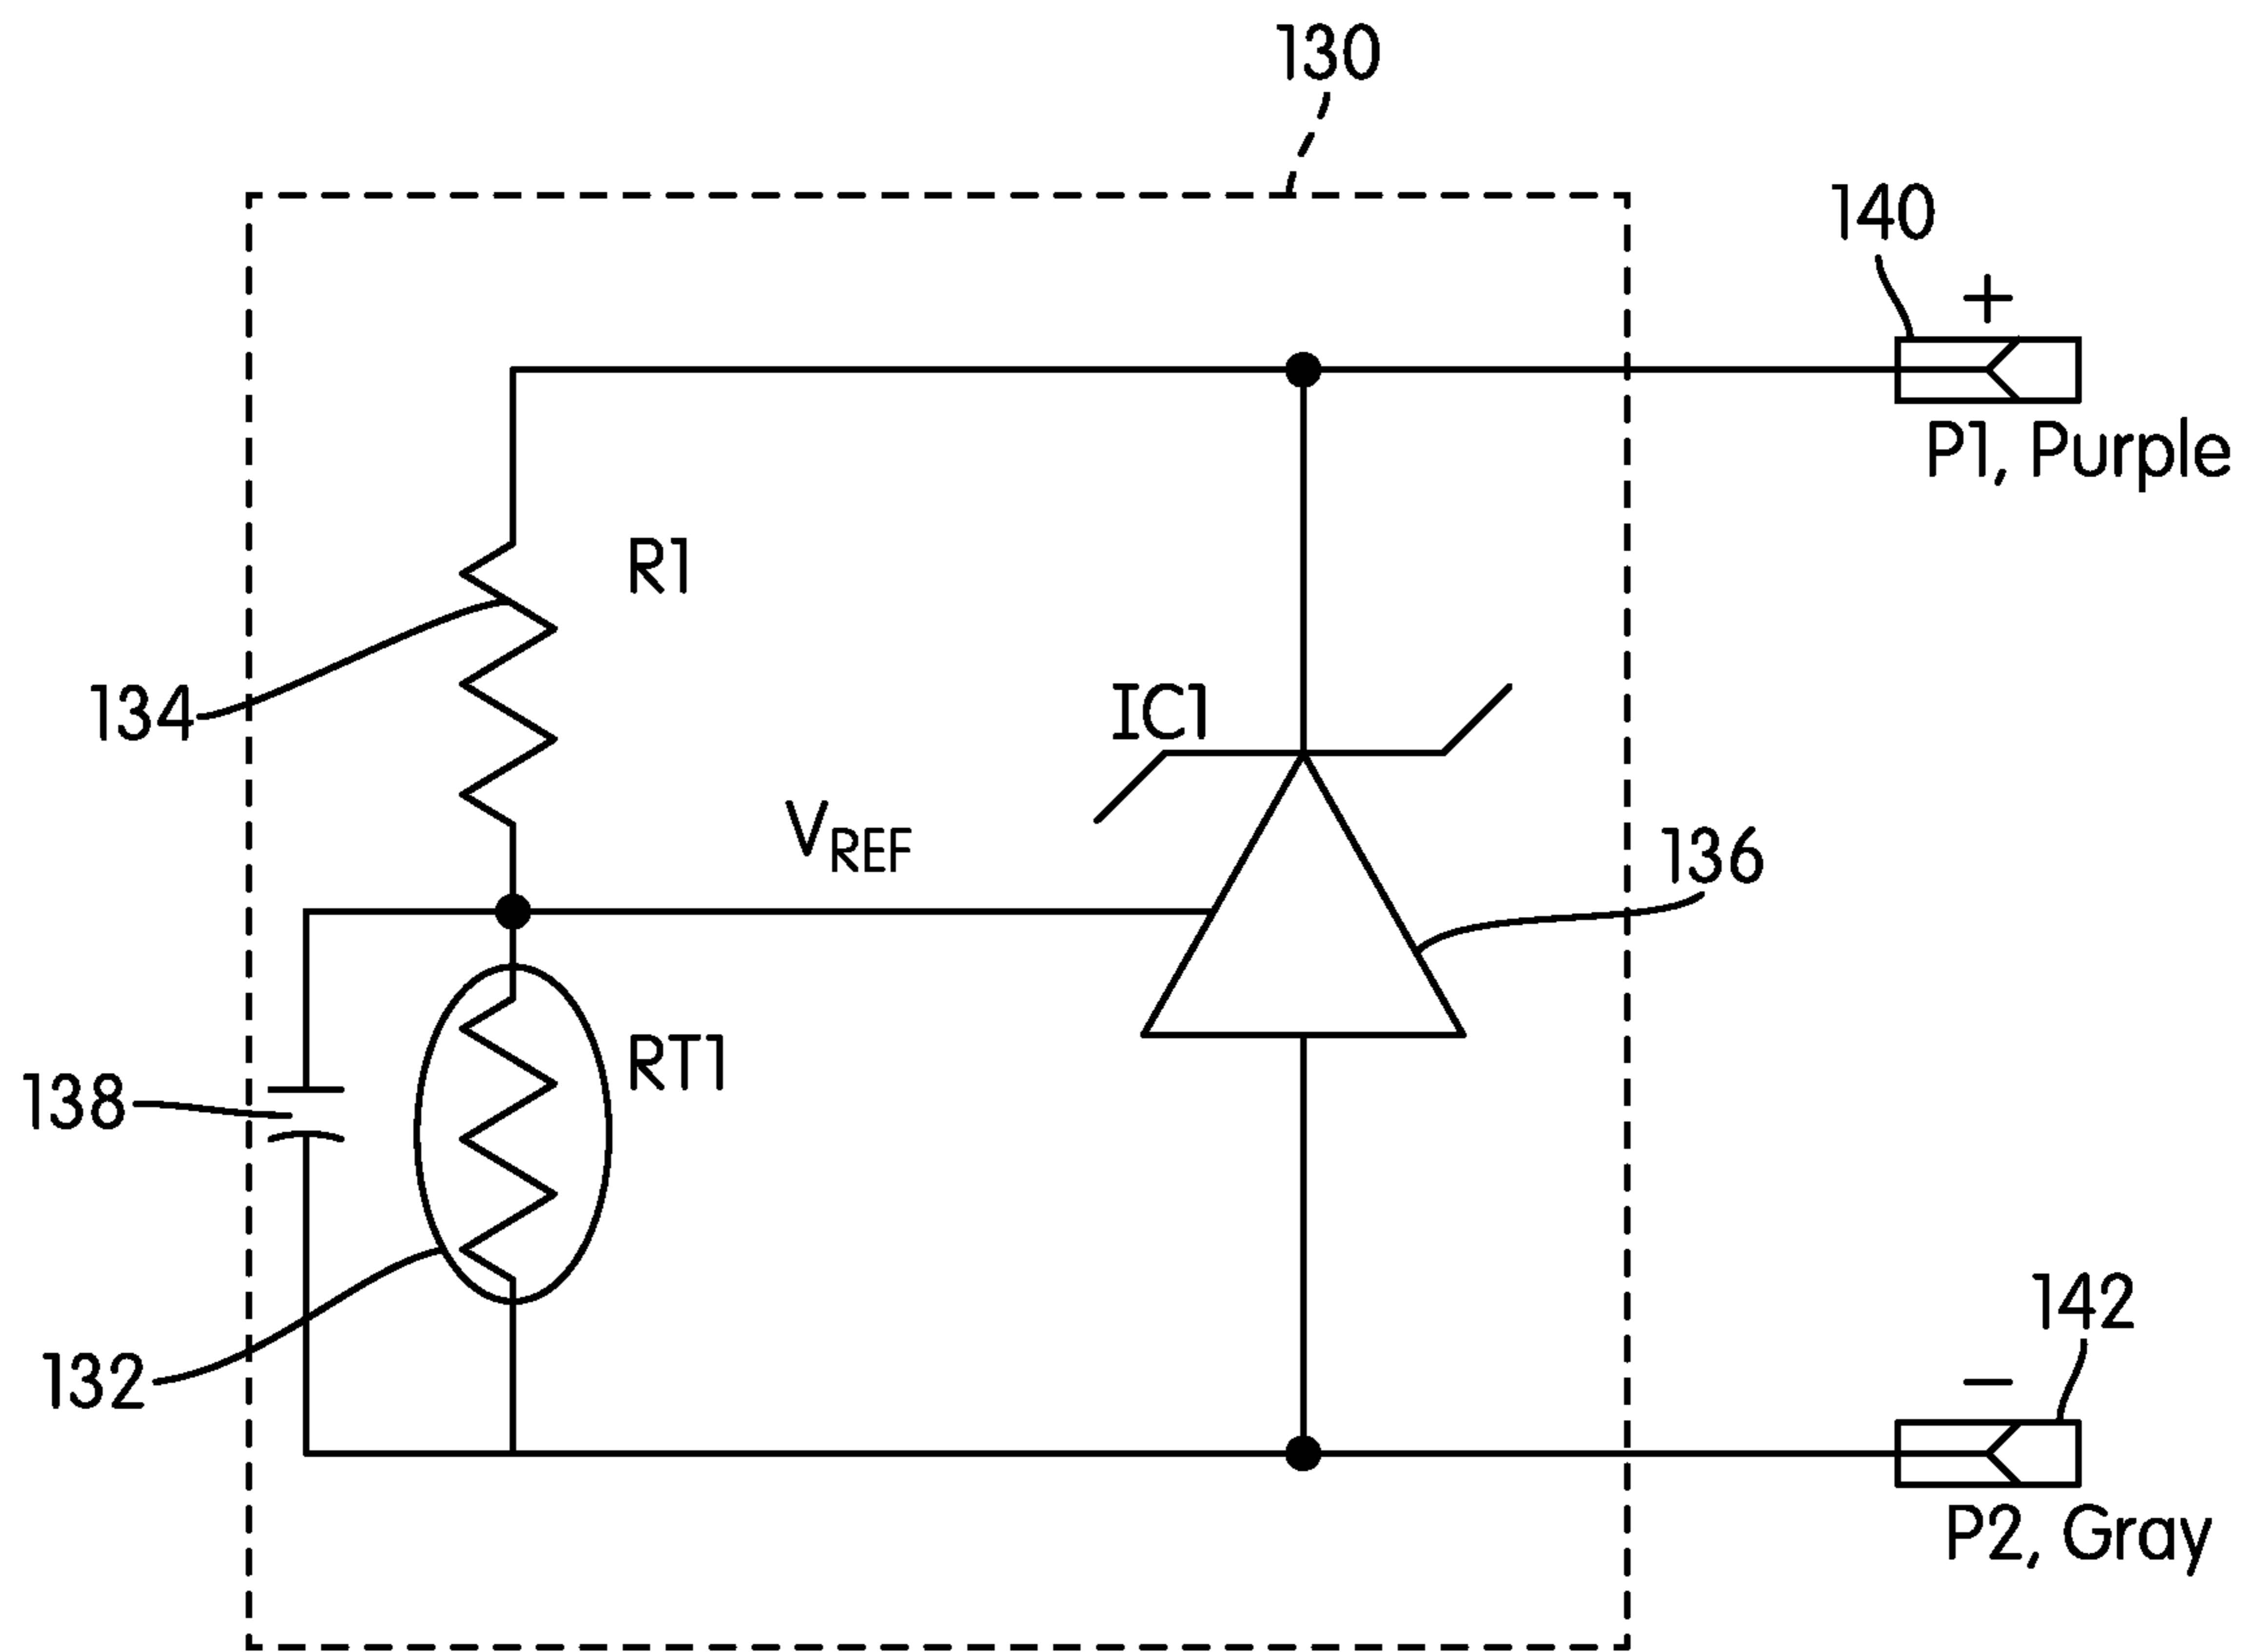 130
140
+
P1, Purple
R1
134
IC1
VREF
136
RT1
138
132
142
−
P2, Gray